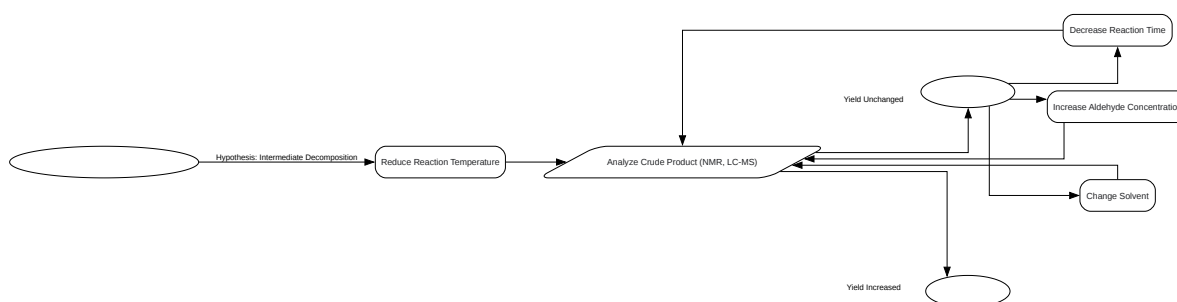 Decrease Reaction Time
Yield Unchanged
Increase Aldehyde Concentratio
Hypothesis: Intermediate Decomposition
Reduce Reaction Temperature
Analyze Crude Product (NMR, LC-MS)
Change Solvent
Yield Increased